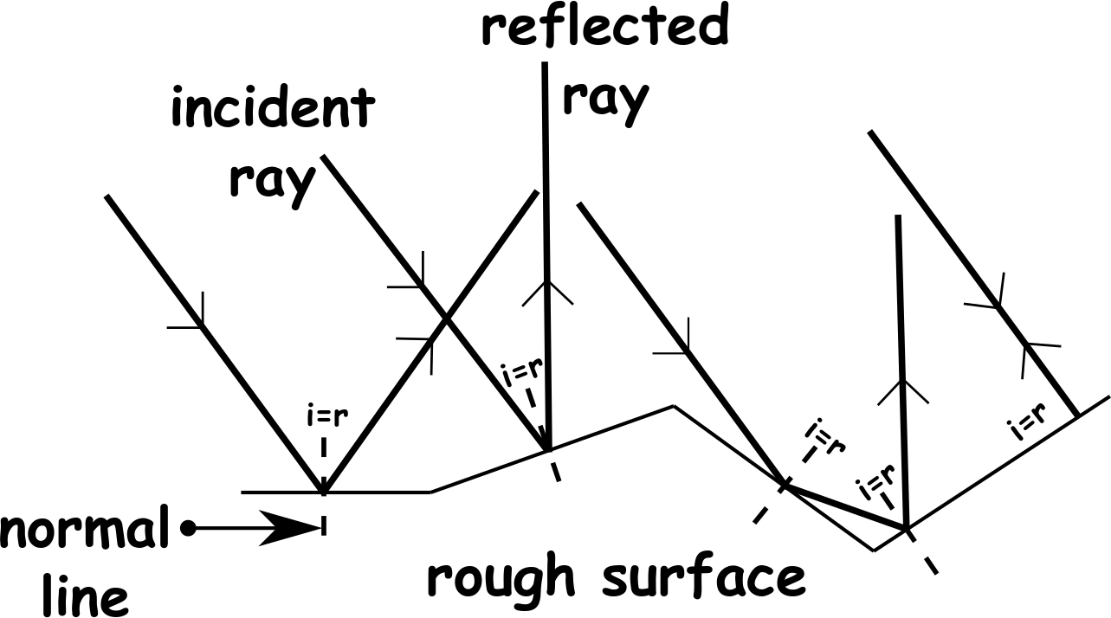 reflected
ray
incident
ray
i=r
i=r
i=r
i=r
i=r
normal
line
rough surface